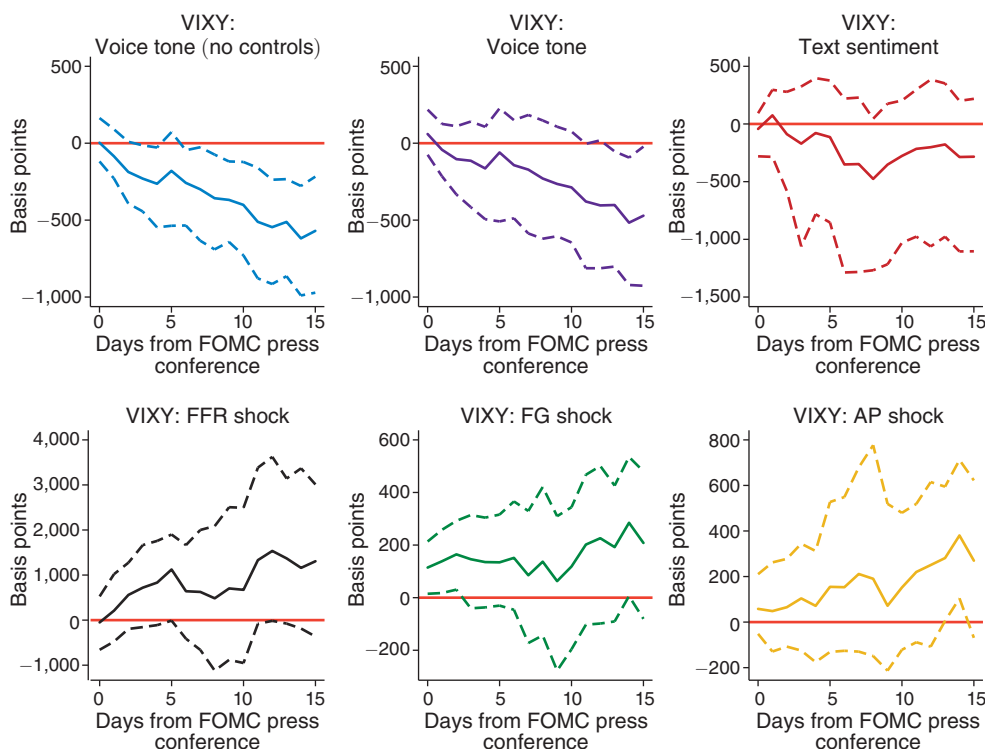 VIXY:
Voice tone (no controls)
500
0
−500
−1,000
Basis points
0 5 10 15
Days from FOMC press
conference
VIXY:
Voice tone
500
0
−500
−1,000
Basis points
0 5 10 15
Days from FOMC press
conference
VIXY:
Text sentiment
500
0
−500
−1,000
−1,500
Basis points
0 5 10 15
Days from FOMC press
conference
VIXY: FFR shock
4,000
3,000
2,000
1,000
0
−1,000
Basis points
0 5 10 15
Days from FOMC press
conference
VIXY: FG shock
600
400
200
0
−200
Basis points
0 5 10 15
Days from FOMC press
conference
VIXY: AP shock
800
600
400
200
0
−200
Basis points
0 5 10 15
Days from FOMC press
conference